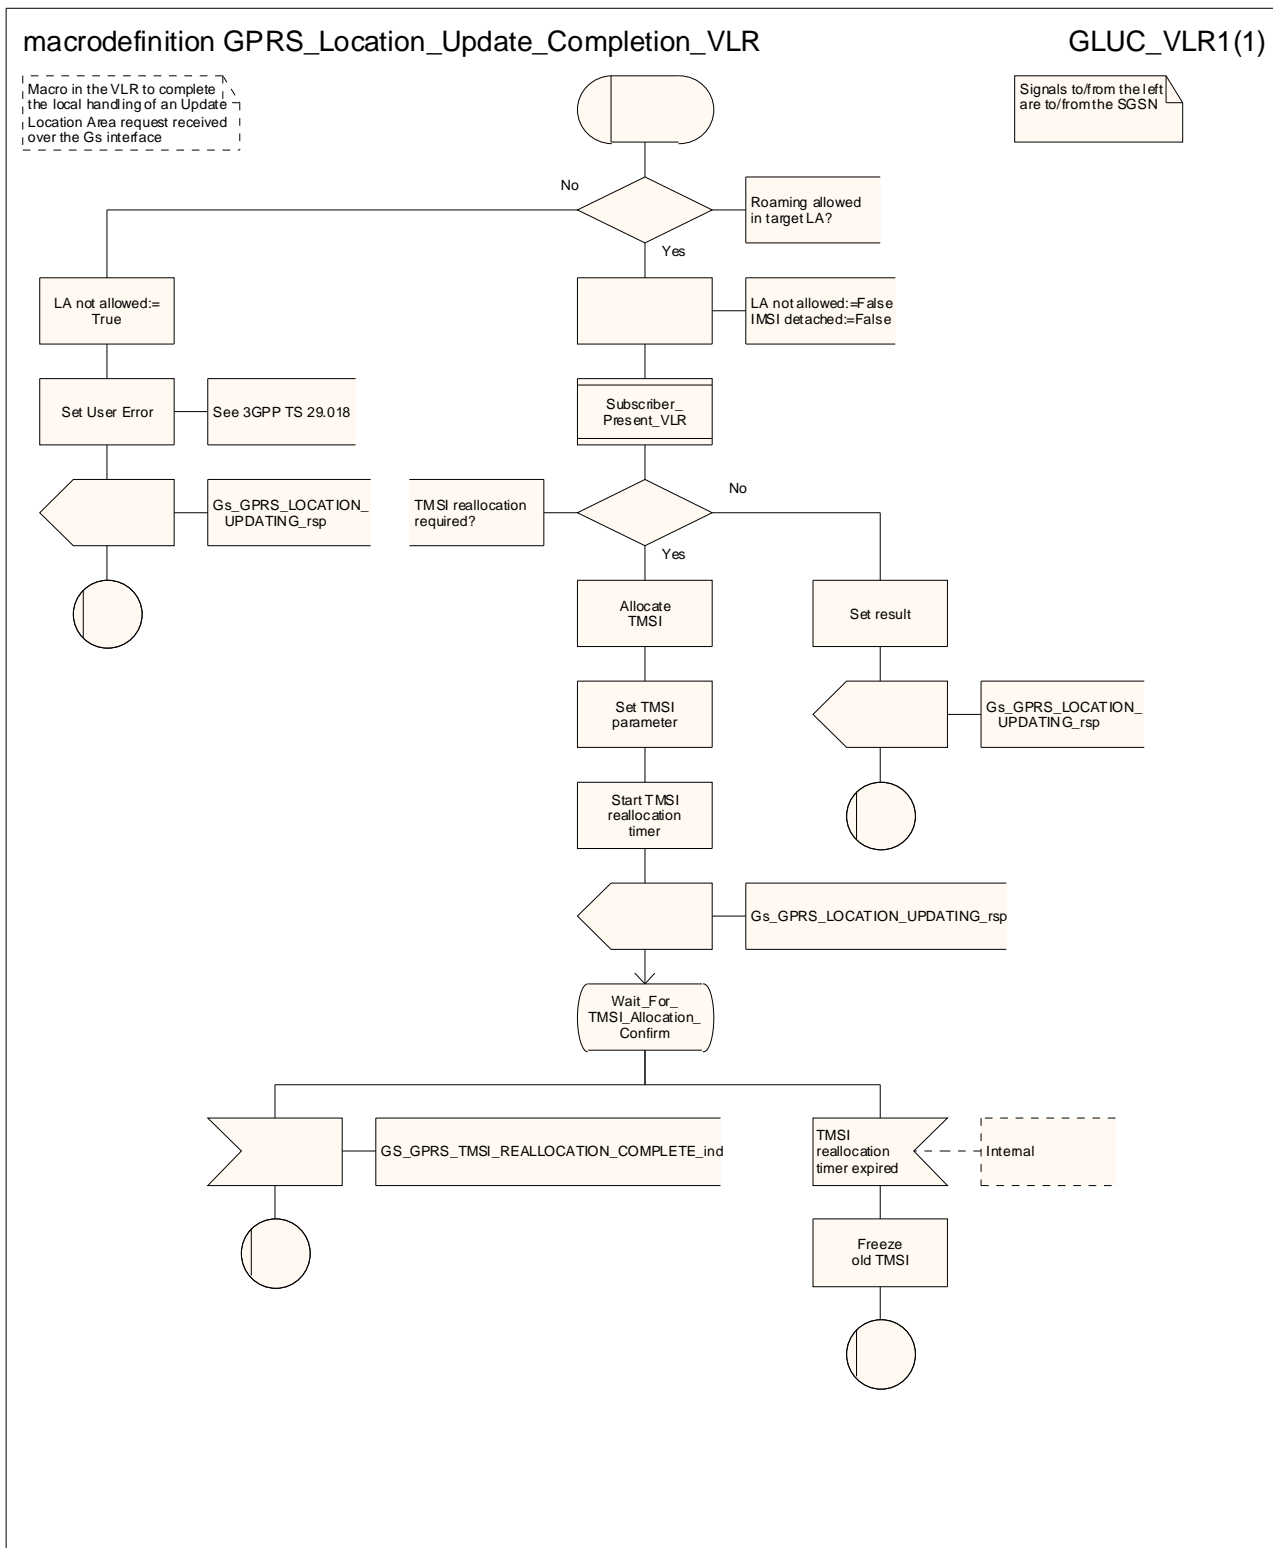 macrodefinition GPRS_Location_Update_Completion_VLR
GLUC_VLR1(1)
Macro in the VLR to complete
the local handling of an Update
Location Area request received
over the Gs interface
Signals to/from the left
are to/from the SGSN
No
Roaming allowed
in target LA?
Yes
LA not allowed:=
True
LA not allowed:=False
IMSI detached:=False
Set User Error
See 3GPP TS 29.018
Subscriber_
Present_VLR
Gs_GPRS_LOCATION_
UPDATING_rsp
TMSI reallocation
required?
No
Yes
Allocate
TMSI
Set result
Set TMSI
parameter
Gs_GPRS_LOCATION_
UPDATING_rsp
Start TMSI
reallocation
timer
Gs_GPRS_LOCATION_UPDATING_rsp
Wait_For_
TMSI_Allocation_
Confirm
GS_GPRS_TMSI_REALLOCATION_COMPLETE_ind
TMSI
reallocation
timer expired
Internal
Freeze
old TMSI